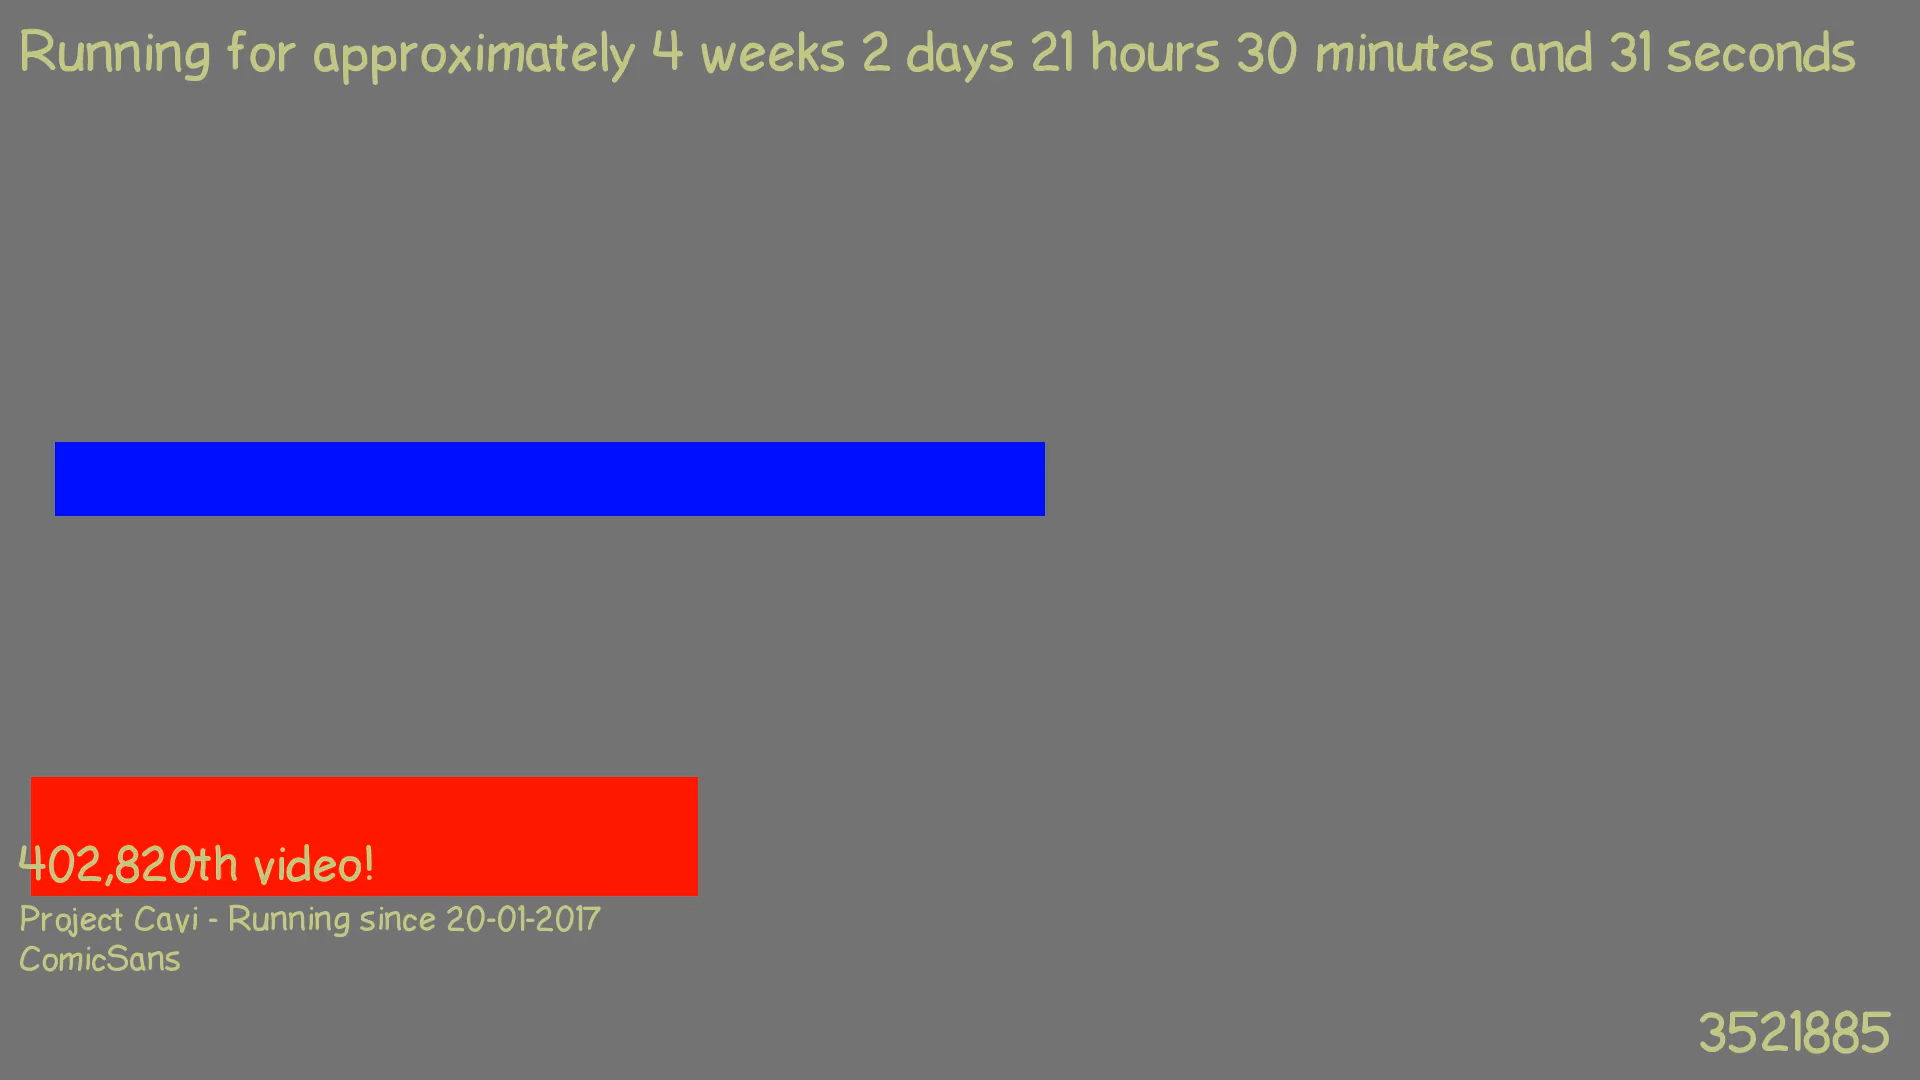 Running for approximately 4 weeks 2 days 21 hours 30 minutes and 31 seconds
402,820th video!
Project Cavi - Running since 20-01-2017
ComicSans
3521885